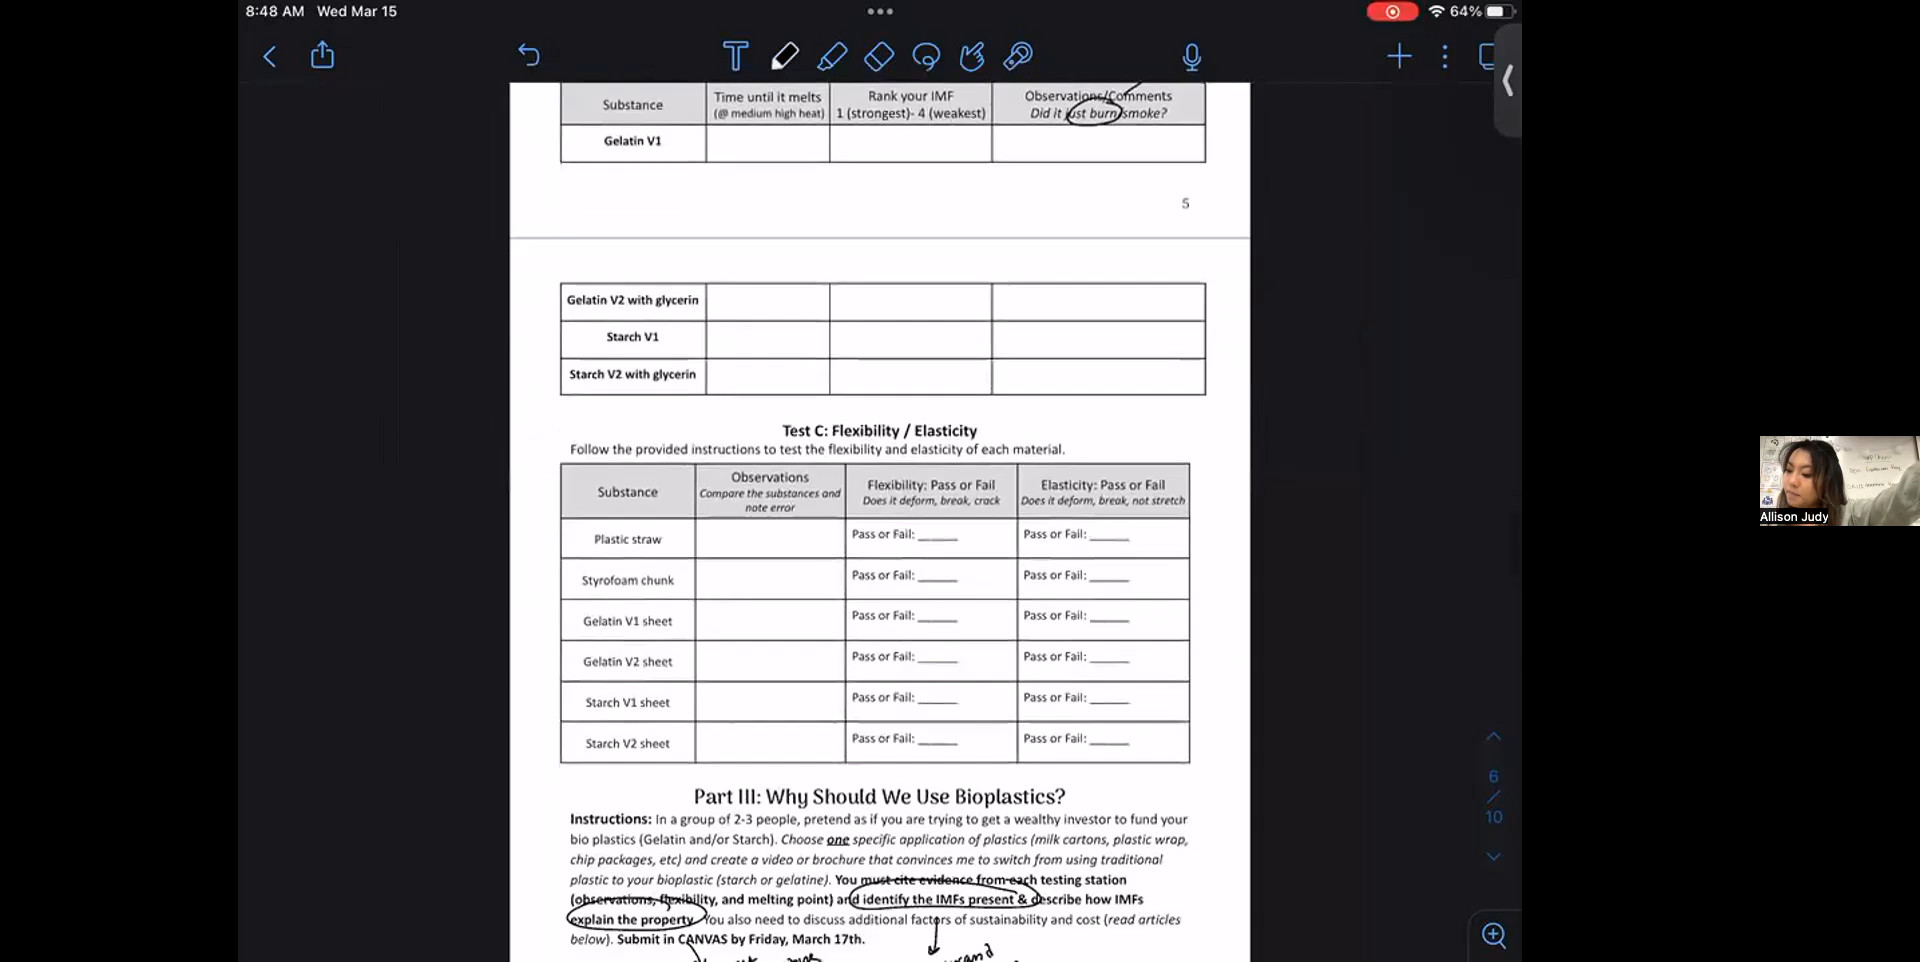 8:48 AM Wed Mar 15
64%
Substance
Time until it melts
(@ medium high heat)
Rank your IMF
1 (strongest)- 4 (weakest)
Observations/Comments
Did it just burn/smoke?
Gelatin V1
5
Gelatin V2 with glycerin
Starch V1
Starch V2 with glycerin
Test C: Flexibility / Elasticity
Follow the provided instructions to test the flexibility and elasticity of each material.
Substance
Observations
Compare the substances and
note error
Flexibility: Pass or Fail
Does it deform, break, crack
Elasticity: Pass or Fail
Does it deform, break, not stretch
Plastic straw
Pass or Fail: ______
Pass or Fail: ______
Styrofoam chunk
Pass or Fail: ______
Pass or Fail: ______
Gelatin V1 sheet
Pass or Fail: ______
Pass or Fail: ______
Gelatin V2 sheet
Pass or Fail: ______
Pass or Fail: ______
Starch V1 sheet
Pass or Fail: ______
Pass or Fail: ______
Starch V2 sheet
Pass or Fail: ______
Pass or Fail: ______
Part III: Why Should We Use Bioplastics?
Instructions: In a group of 2-3 people, pretend as if you are trying to get a wealthy investor to fund your
bio plastics (Gelatin and/or Starch). Choose one specific application of plastics (milk cartons, plastic wrap,
chip packages, etc) and create a video or brochure that convinces me to switch from using traditional
plastic to your bioplastic (starch or gelatine). You must cite evidence from each testing station
(observations, flexibility, and melting point) and identify the IMFs present & describe how IMFs
explain the property. You also need to discuss additional factors of sustainability and cost (read articles
below). Submit in CANVAS by Friday, March 17th.
6
/
10
Allison Judy